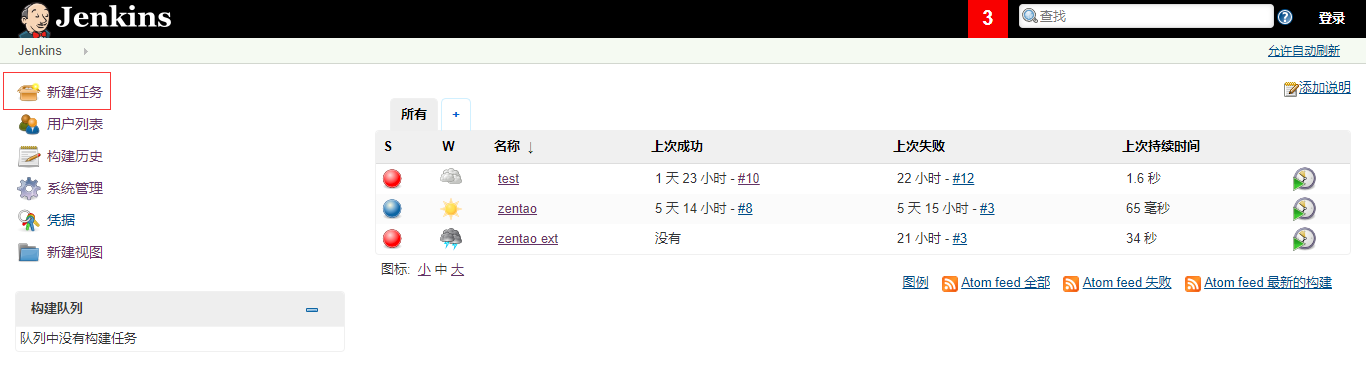 Jenkins
3
查找
登录
Jenkins
允许自动刷新
新建任务
用户列表
构建历史
系统管理
凭据
新建视图
构建队列
队列中没有构建任务
添加说明
所有 +
S W 名称 ↓ 上次成功 上次失败 上次持续时间
test 1 天 23 小时 - #10 22 小时 - #12 1.6 秒
zentao 5 天 14 小时 - #8 5 天 15 小时 - #3 65 毫秒
zentao ext 没有 21 小时 - #3 34 秒
图标: 小 中 大
图例 Atom feed 全部 Atom feed 失败 Atom feed 最新的构建